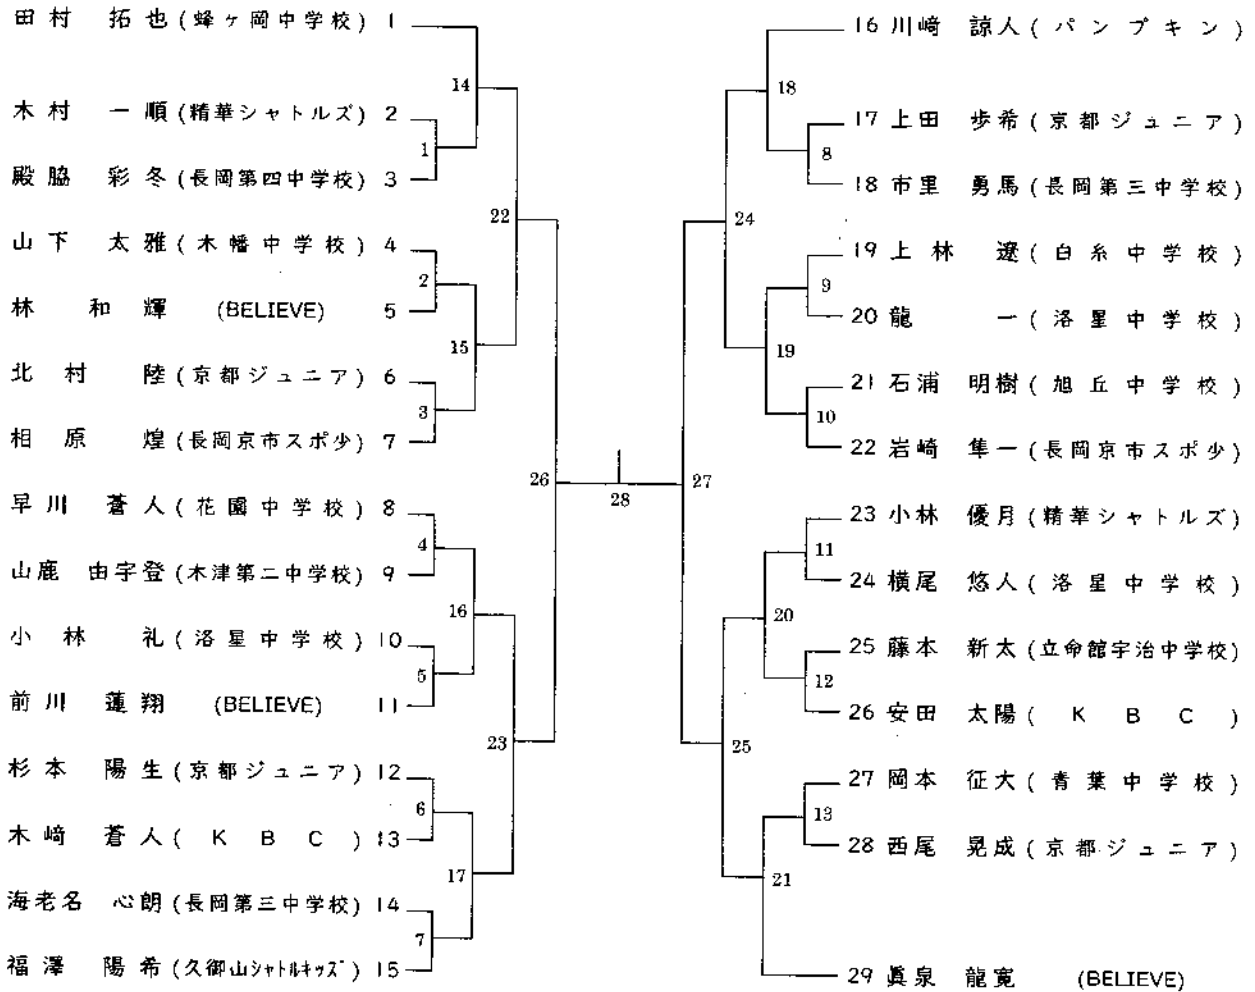 田村 拓也 (蜂ヶ岡中学校) 1
木村 一順 (精華シャトルズ) 2
殿脇 彩冬 (長岡第四中学校) 3
山下 太雅 (木幡中学校) 4
林 和輝 (BELIEVE) 5
北村 陸 (京都ジュニア) 6
相原 煌 (長岡京市スポ少) 7
早川 蒼人 (花園中学校) 8
山鹿 由宇登 (木津第二中学校) 9
小林 礼 (洛星中学校) 10
前川 蓮翔 (BELIEVE) 11
杉本 陽生 (京都ジュニア) 12
木﨑 蒼人 (KBC) 13
海老名 心朗 (長岡第三中学校) 14
福澤 陽希 (久御山シャトルキッズ) 15
14
1
22
2
15
3
26
4
16
5
23
6
17
7
28
27
18
8
24
9
19
10
11
20
12
25
13
21
16 川﨑 諒人 (パンプキン)
17 上田 歩希 (京都ジュニア)
18 市里 勇馬 (長岡第三中学校)
19 上林 遼 (白糸中学校)
20 龍 一 (洛星中学校)
21 石浦 明樹 (旭丘中学校)
22 岩崎 隼一 (長岡京市スポ少)
23 小林 優月 (精華シャトルズ)
24 横尾 悠人 (洛星中学校)
25 藤本 新太 (立命館宇治中学校)
26 安田 太陽 (KBC)
27 岡本 征大 (青葉中学校)
28 西尾 晃成 (京都ジュニア)
29 眞泉 龍寛 (BELIEVE)